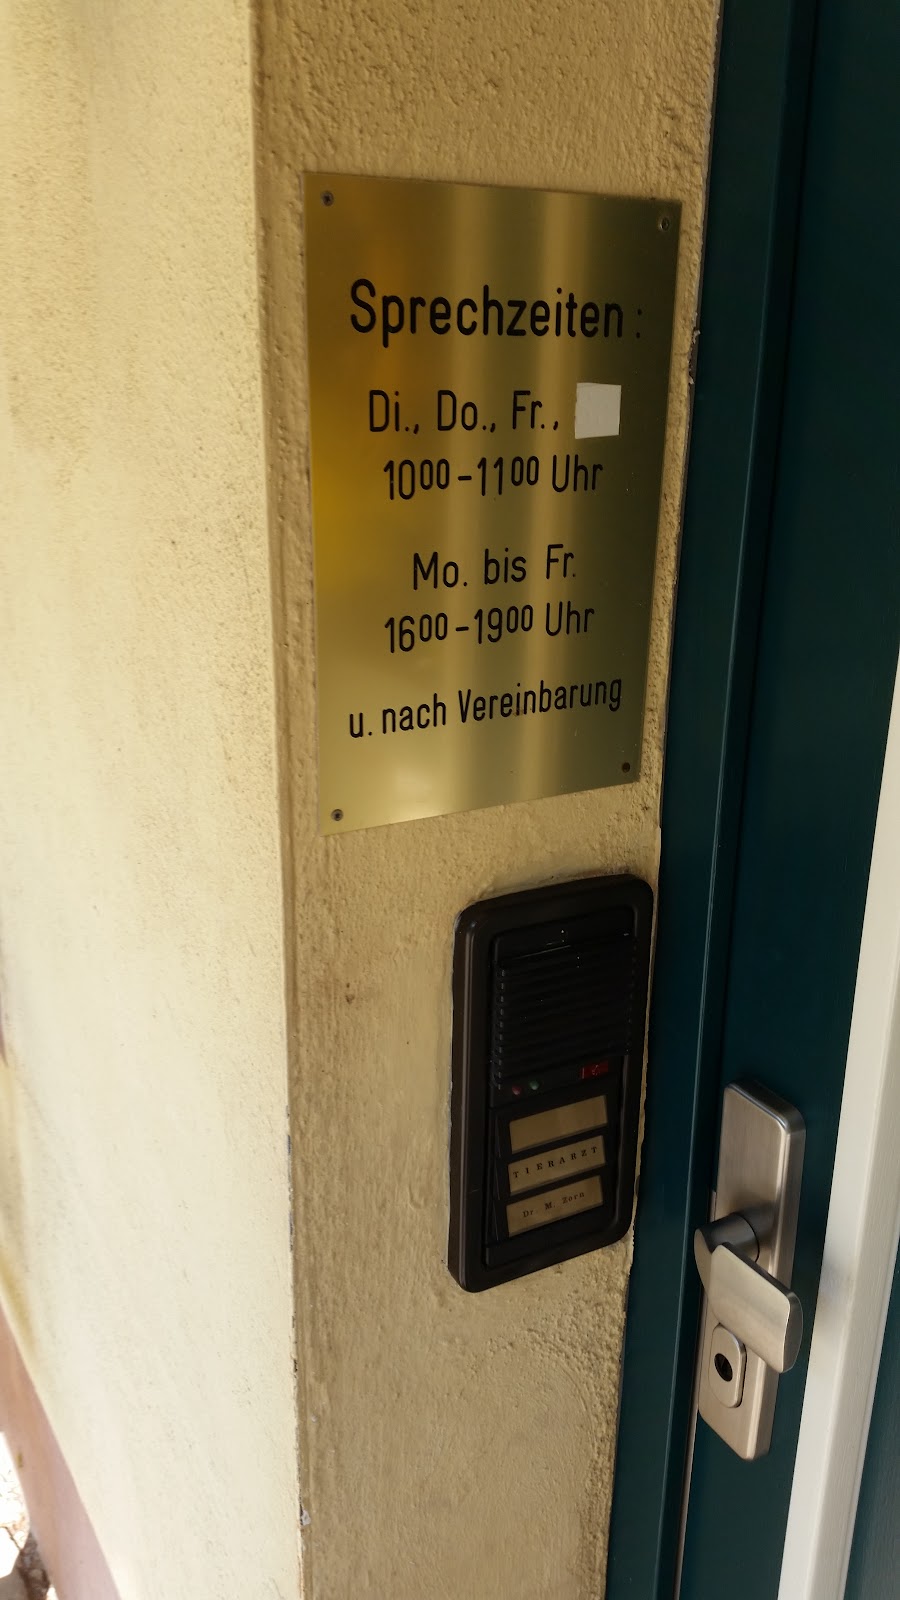 Sprechzeiten :
Di., Do., Fr.,
10⁰⁰-11⁰⁰ Uhr
Mo. bis Fr.
16⁰⁰-19⁰⁰ Uhr
u. nach Vereinbarung
TIERARZT
Dr. M. Zorn